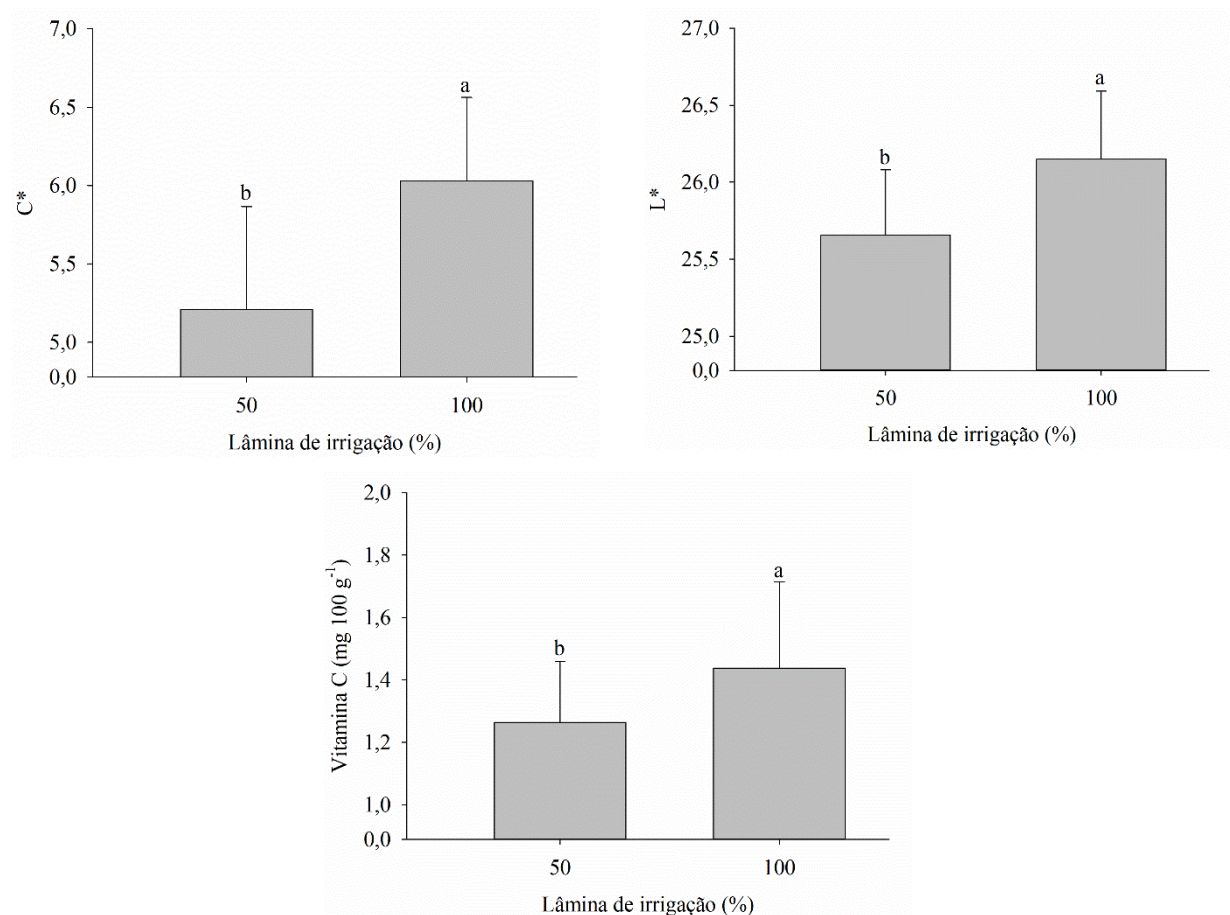 7,0
6,5
6,0
5,5
5,0
0,0
C*
b
a
50 100
Lâmina de irrigação (%)
27,0
26,5
26,0
25,5
25,0
0,0
L*
b
a
50 100
Lâmina de irrigação (%)
2,0
1,8
1,6
1,4
1,2
1,0
0,0
Vitamina C (mg 100 g⁻¹)
b
a
50 100
Lâmina de irrigação (%)